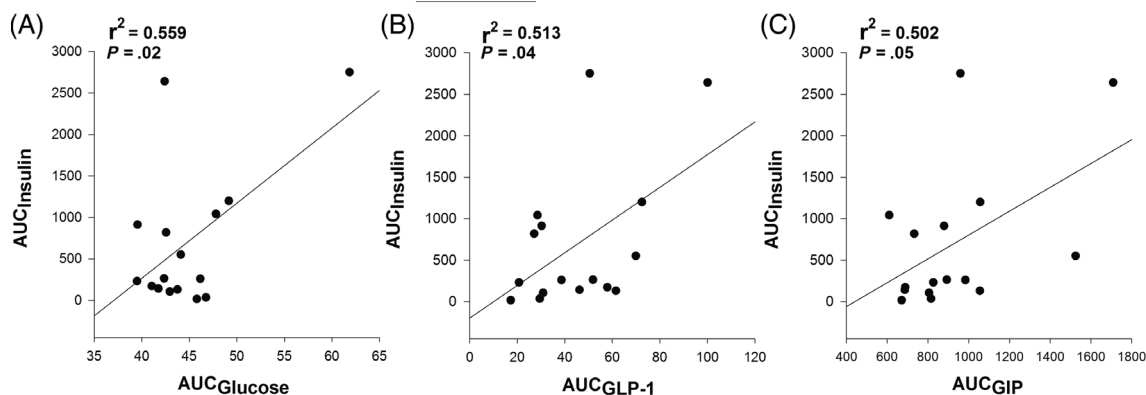 (A)
r² = 0.559
P = .02
3000
2500
2000
1500
1000
500
0
AUCInsulin
35 40 45 50 55 60 65
AUCGlucose
(B)
r² = 0.513
P = .04
3000
2500
2000
1500
1000
500
0
AUCInsulin
0 20 40 60 80 100 120
AUCGLP-1
(C)
r² = 0.502
P = .05
3000
2500
2000
1500
1000
500
0
AUCInsulin
400 600 800 1000 1200 1400 1600 1800
AUCGIP